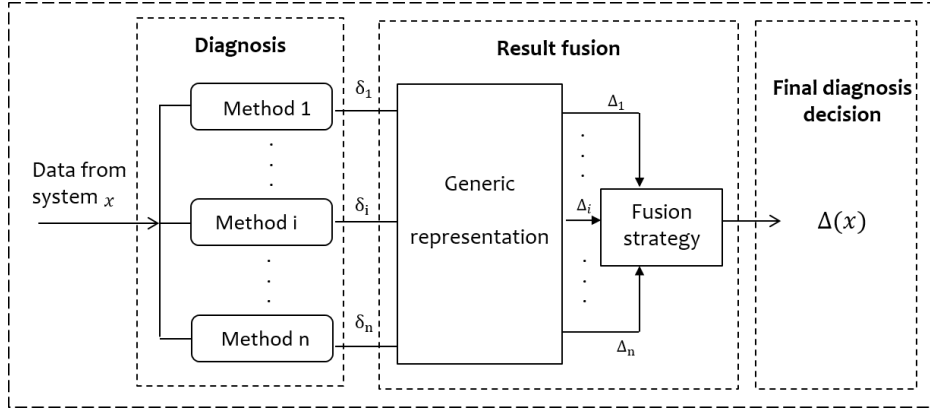 Diagnosis
Result fusion
Final diagnosis
decision
Data from
system x
Method 1
.
.
.
Method i
.
.
.
Method n
δ₁
δᵢ
δₙ
Generic
representation
Δ₁
.
.
.
Δᵢ
.
.
.
Δₙ
Fusion
strategy
Δ(x)